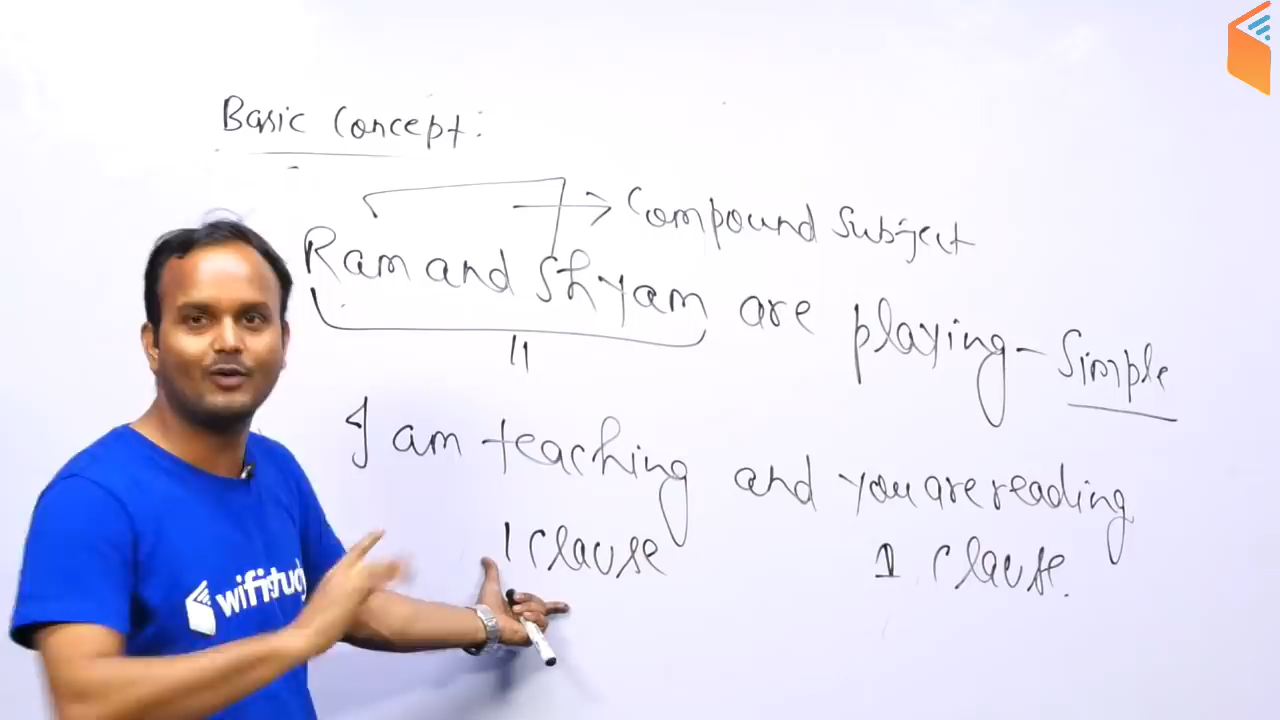 Basic Concept:
Compound Subject
Ram and Shyam are playing - Simple
I am teaching and you are reading
1 clause 1 clause.
wifistudy